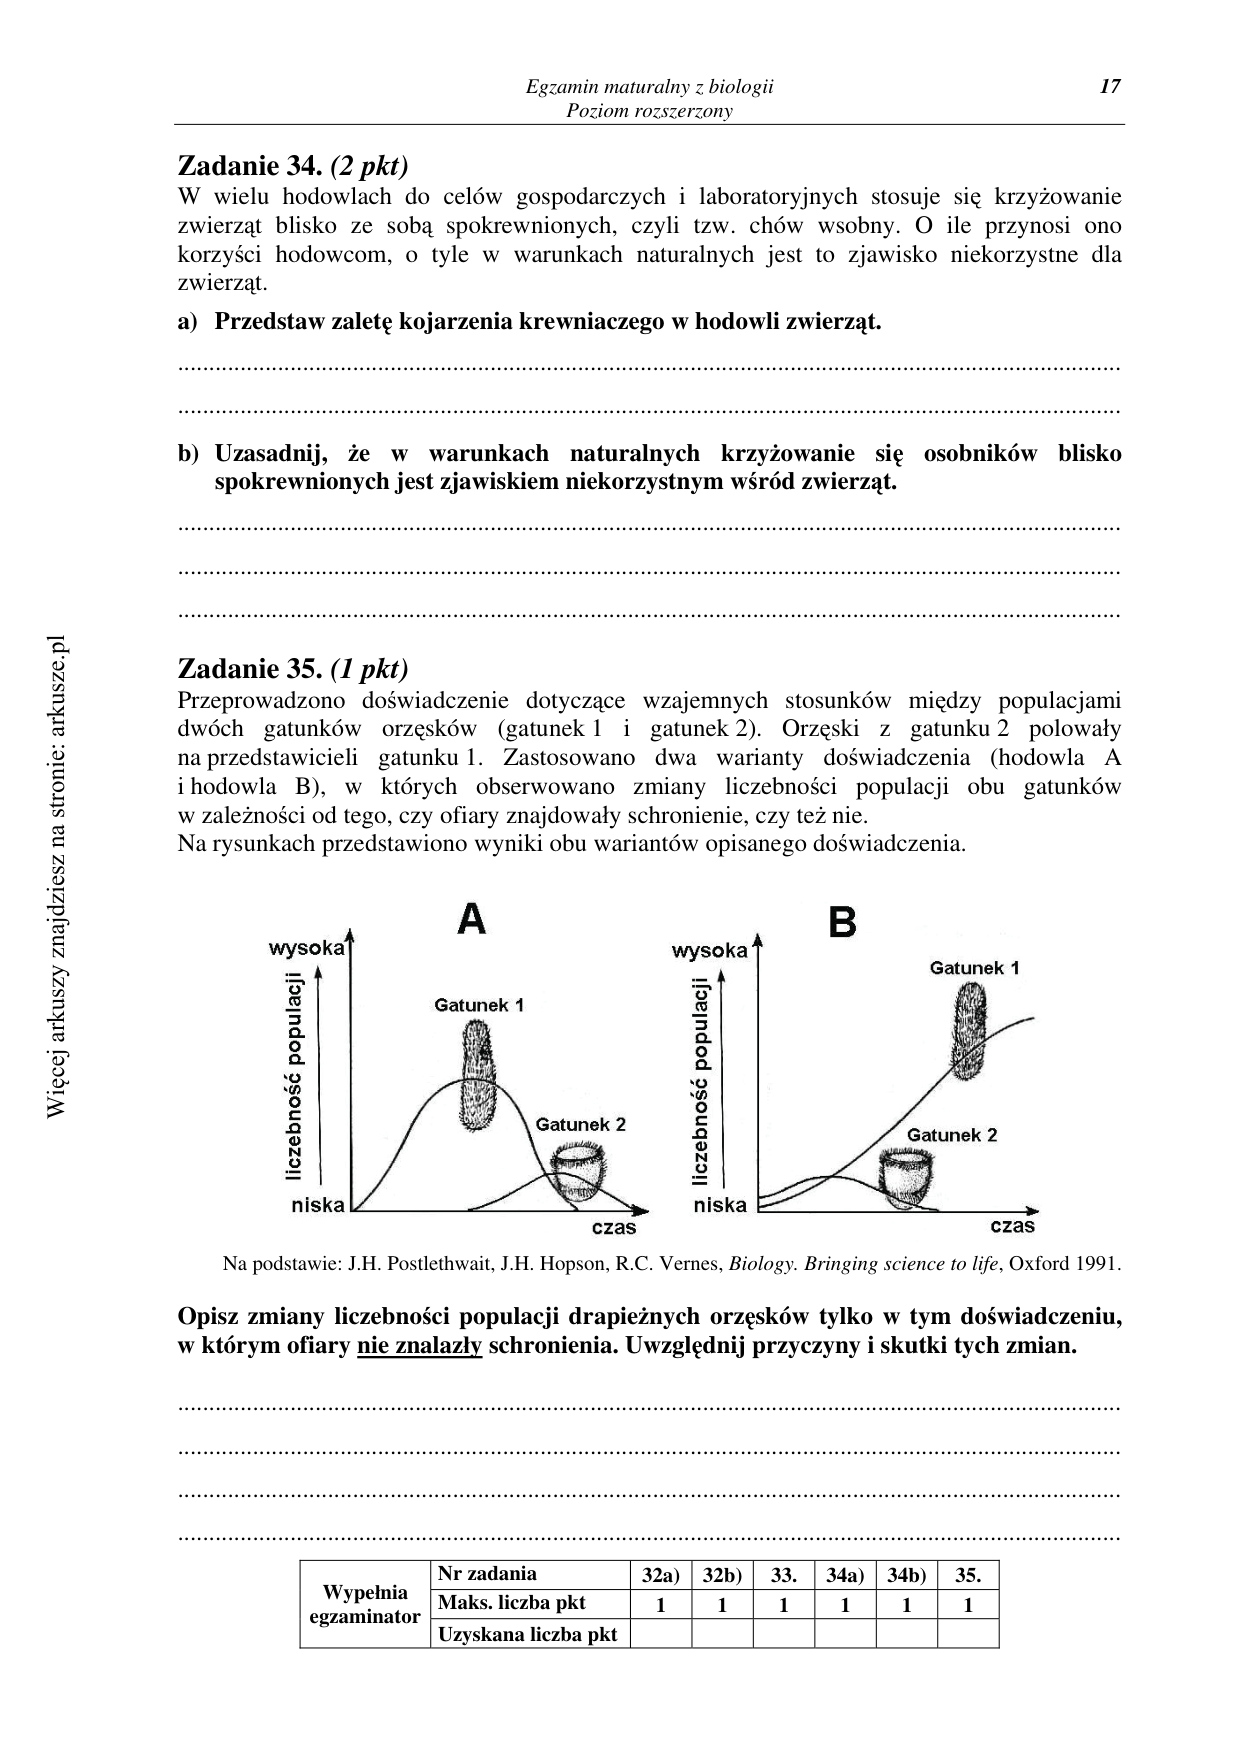 Egzamin maturalny z biologii
Poziom rozszerzony
17
Zadanie 34. (2 pkt)
W wielu hodowlach do celów gospodarczych i laboratoryjnych stosuje się krzyżowanie
zwierząt blisko ze sobą spokrewnionych, czyli tzw. chów wsobny. O ile przynosi ono
korzyści hodowcom, o tyle w warunkach naturalnych jest to zjawisko niekorzystne dla
zwierząt.
a) Przedstaw zaletę kojarzenia krewniaczego w hodowli zwierząt.
b) Uzasadnij, że w warunkach naturalnych krzyżowanie się osobników blisko
spokrewnionych jest zjawiskiem niekorzystnym wśród zwierząt.
Zadanie 35. (1 pkt)
Przeprowadzono doświadczenie dotyczące wzajemnych stosunków między populacjami
dwóch gatunków orzęsków (gatunek 1 i gatunek 2). Orzęski z gatunku 2 polowały
na przedstawicieli gatunku 1. Zastosowano dwa warianty doświadczenia (hodowla A
i hodowla B), w których obserwowano zmiany liczebności populacji obu gatunków
w zależności od tego, czy ofiary znajdowały schronienie, czy też nie.
Na rysunkach przedstawiono wyniki obu wariantów opisanego doświadczenia.
A
wysoka
liczebność populacji
Gatunek 1
Gatunek 2
niska
czas
B
wysoka
liczebność populacji
Gatunek 1
Gatunek 2
niska
czas
Na podstawie: J.H. Postlethwait, J.H. Hopson, R.C. Vernes, Biology. Bringing science to life, Oxford 1991.
Opisz zmiany liczebności populacji drapieżnych orzęsków tylko w tym doświadczeniu,
w którym ofiary nie znalazły schronienia. Uwzględnij przyczyny i skutki tych zmian.
Wypełnia
egzaminator
Nr zadania 32a) 32b) 33. 34a) 34b) 35.
Maks. liczba pkt 1 1 1 1 1 1
Uzyskana liczba pkt
Więcej arkuszy znajdziesz na stronie: arkusze.pl